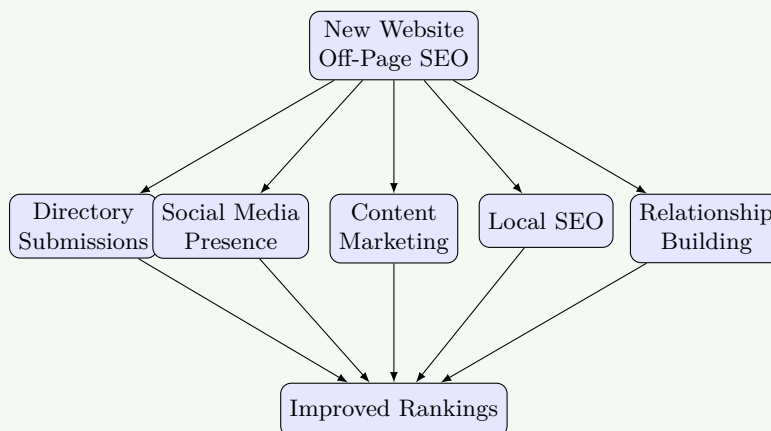 New Website
Off-Page SEO
Directory
Submissions
Social Media
Presence
Content
Marketing
Local SEO
Relationship
Building
Improved Rankings